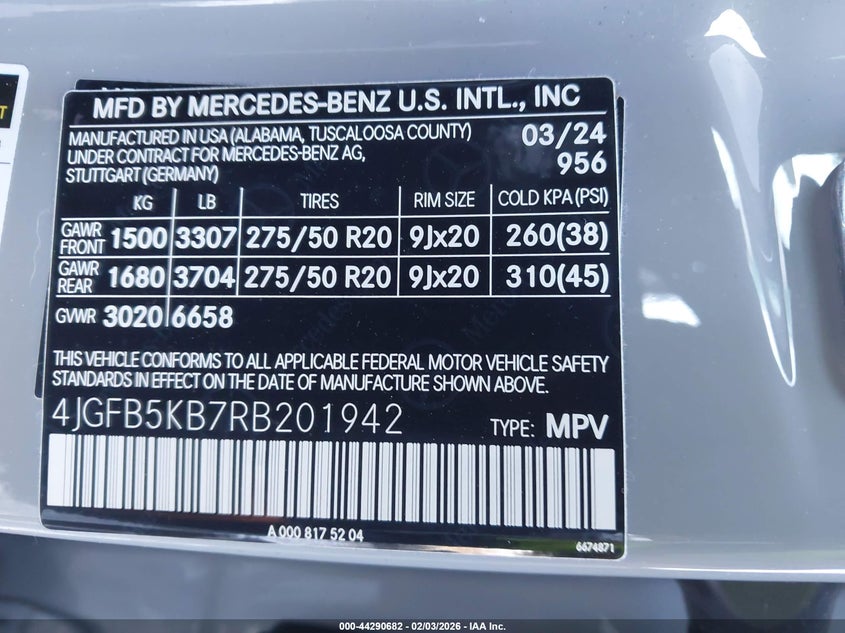 MFD BY MERCEDES-BENZ U.S. INTL., INC
MANUFACTURED IN USA (ALABAMA, TUSCALOOSA COUNTY) 03/24
UNDER CONTRACT FOR MERCEDES-BENZ AG, 956
STUTTGART (GERMANY)
KG LB TIRES RIM SIZE COLD KPA (PSI)
GAWR FRONT 1500 3307 275/50 R20 9Jx20 260(38)
GAWR REAR 1680 3704 275/50 R20 9Jx20 310(45)
GVWR 3020 6658
THIS VEHICLE CONFORMS TO ALL APPLICABLE FEDERAL MOTOR VEHICLE SAFETY
STANDARDS IN EFFECT ON THE DATE OF MANUFACTURE SHOWN ABOVE.
4JGFB5KB7RB201942 TYPE: MPV
A 000 817 52 04
6674871
000-44290682 - 02/03/2026 - IAA Inc.